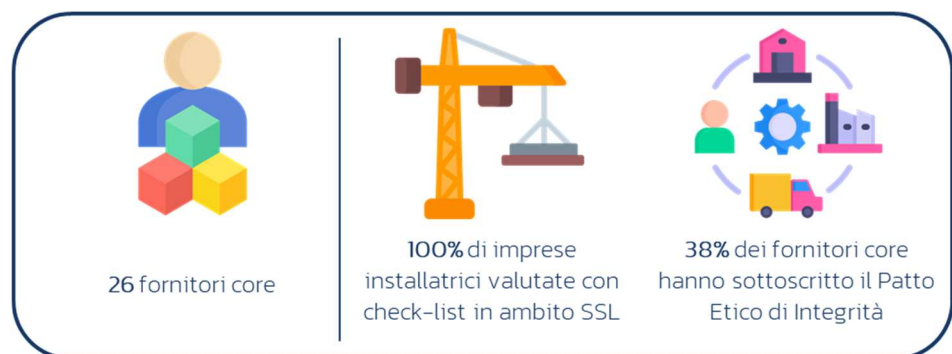 26 fornitori core
100% di imprese
installatrici valutate con
check-list in ambito SSL
38% dei fornitori core
hanno sottoscritto il Patto
Etico di Integrità